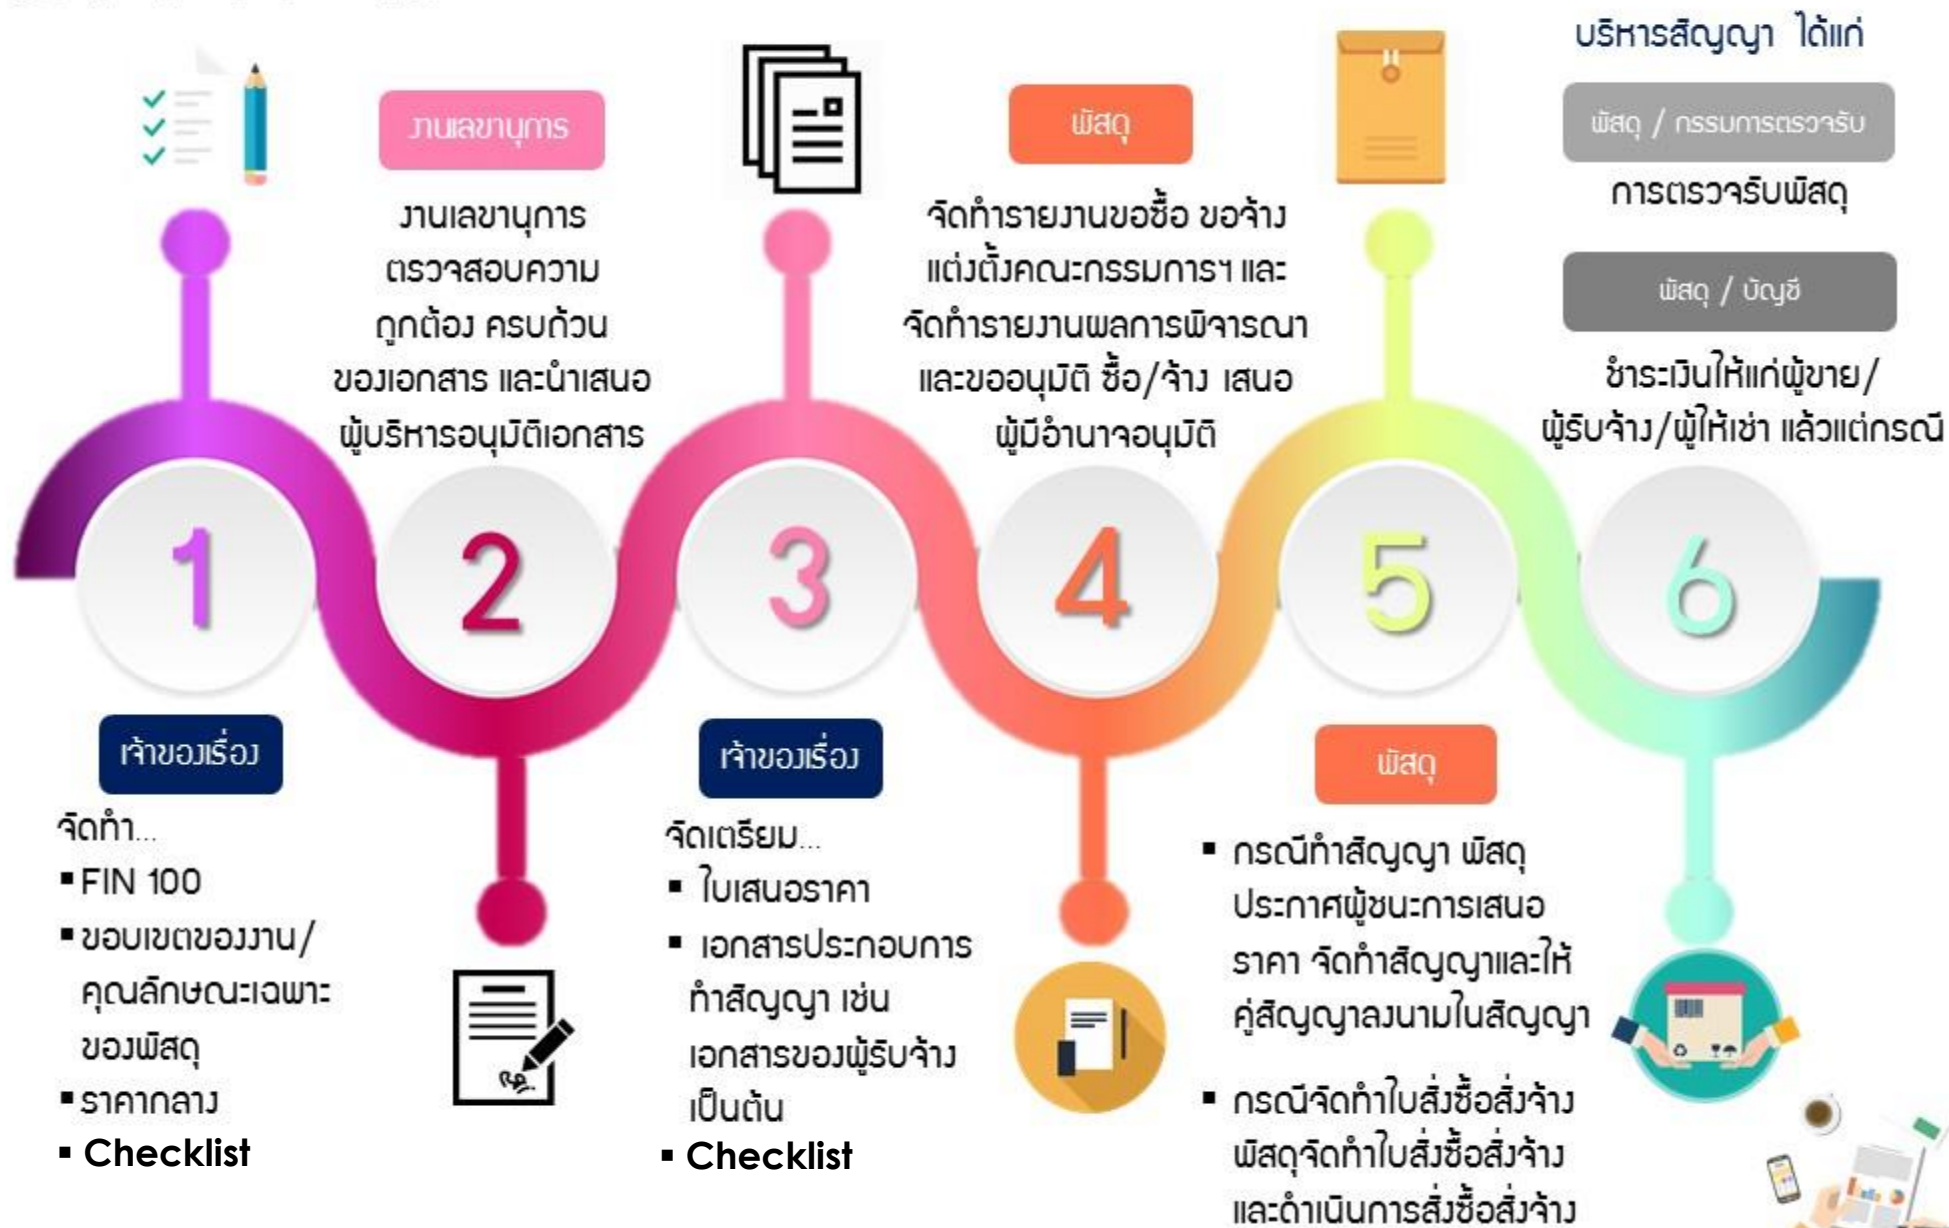 1
เจ้าของเรื่อง
จัดทำ...
▪FIN 100
▪ขอบเขตของงาน/
คุณลักษณะเฉพาะ
ของพัสดุ
▪ราคากลาง
▪ Checklist
งานเลขานุการ
งานเลขานุการ
ตรวจสอบความ
ถูกต้อง ครบถ้วน
ของเอกสาร และนำเสนอ
ผู้บริหารอนุมัติเอกสาร
2
3
เจ้าของเรื่อง
จัดเตรียม...
▪ ใบเสนอราคา
▪ เอกสารประกอบการ
ทำสัญญา เช่น
เอกสารของผู้รับจ้าง
เป็นต้น
▪ Checklist
พัสดุ
จัดทำรายงานขอซื้อ ขอจ้าง
แต่งตั้งคณะกรรมการฯ และ
จัดทำรายงานผลการพิจารณา
และขออนุมัติ ซื้อ/จ้าง เสนอ
ผู้มีอำนาจอนุมัติ
4
5
พัสดุ
▪ กรณีทำสัญญา พัสดุ
ประกาศผู้ชนะการเสนอ
ราคา จัดทำสัญญาและให้
คู่สัญญาลงนามในสัญญา
▪ กรณีจัดทำใบสั่งซื้อสั่งจ้าง
พัสดุจัดทำใบสั่งซื้อสั่งจ้าง
และดำเนินการสั่งซื้อสั่งจ้าง
บริหารสัญญา ได้แก่
พัสดุ / กรรมการตรวจรับ
การตรวจรับพัสดุ
พัสดุ / บัญชี
ชำระเงินให้แก่ผู้ขาย/
ผู้รับจ้าง/ผู้ให้เช่า แล้วแต่กรณี
6